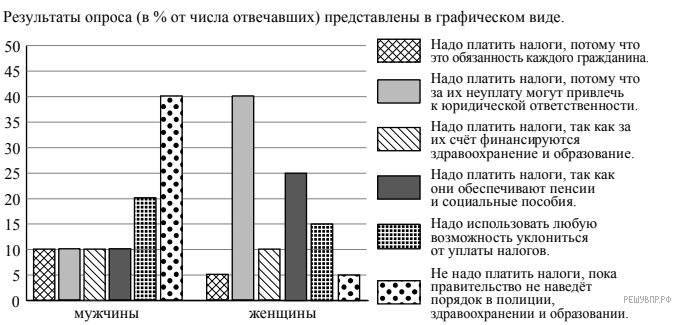 Результаты опроса (в % от числа отвечавших) представлены в графическом виде.
50
45
40
35
30
25
20
15
10
5
0
мужчины
женщины
Надо платить налоги, потому что
это обязанность каждого гражданина.
Надо платить налоги, потому что
за их неуплату могут привлечь
к юридической ответственности.
Надо платить налоги, так как за
их счёт финансируются
здравоохранение и образование.
Надо платить налоги, так как
они обеспечивают пенсии
и социальные пособия.
Надо использовать любую
возможность уклониться
от уплаты налогов.
Не надо платить налоги, пока
правительство не наведёт
порядок в полиции,
здравоохранении и образовании.
РЕШУВПР.РФ